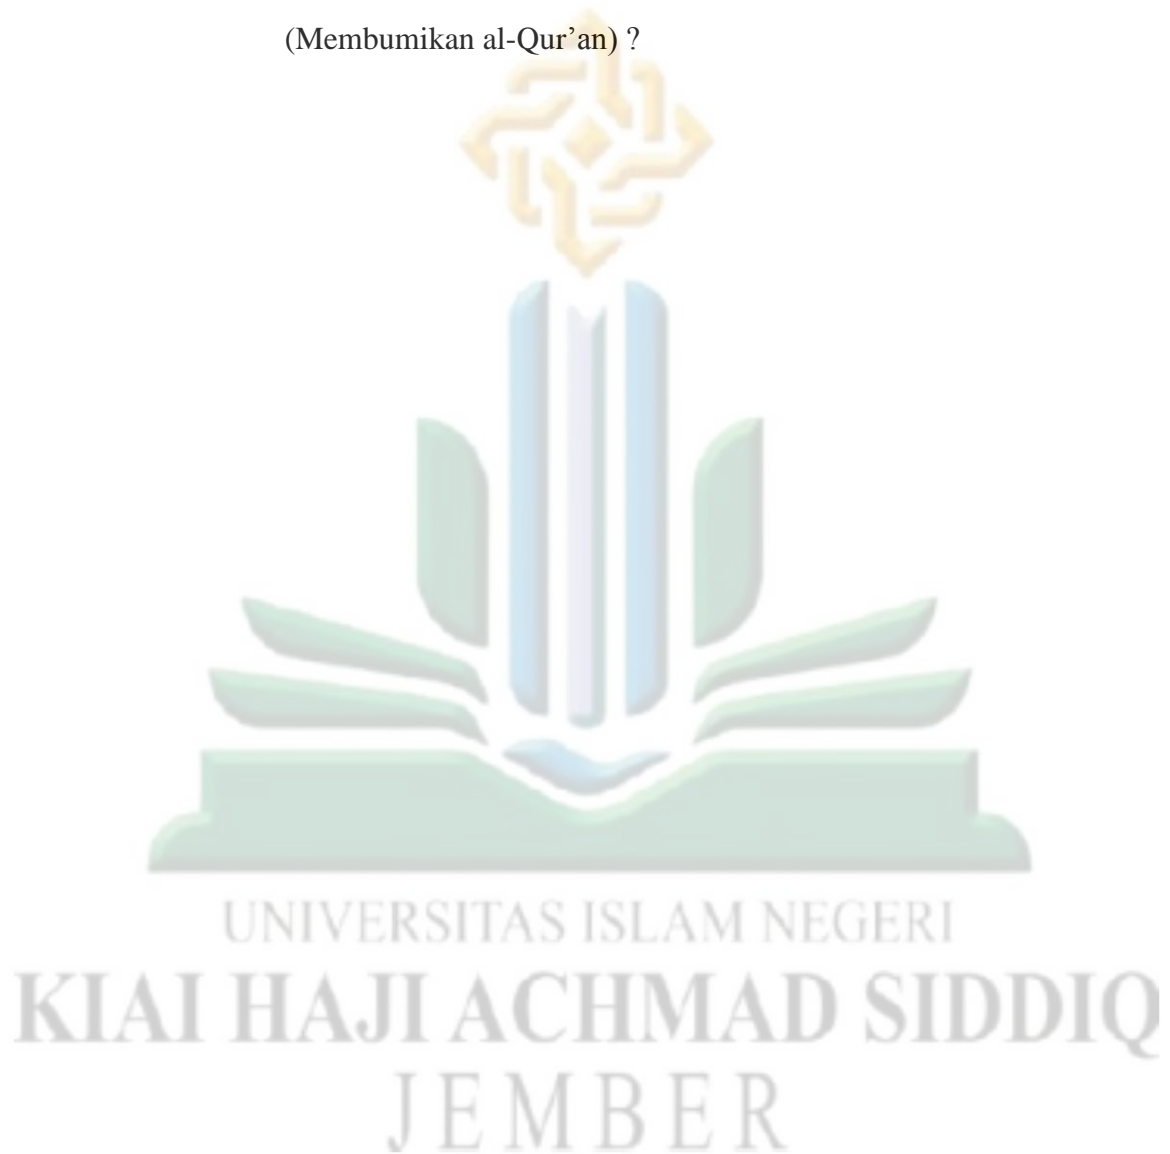 (Membumikan al-Qur’an) ?
UNIVERSITAS ISLAM NEGERI
KIAI HAJI ACHMAD SIDDIQ
JEMBER